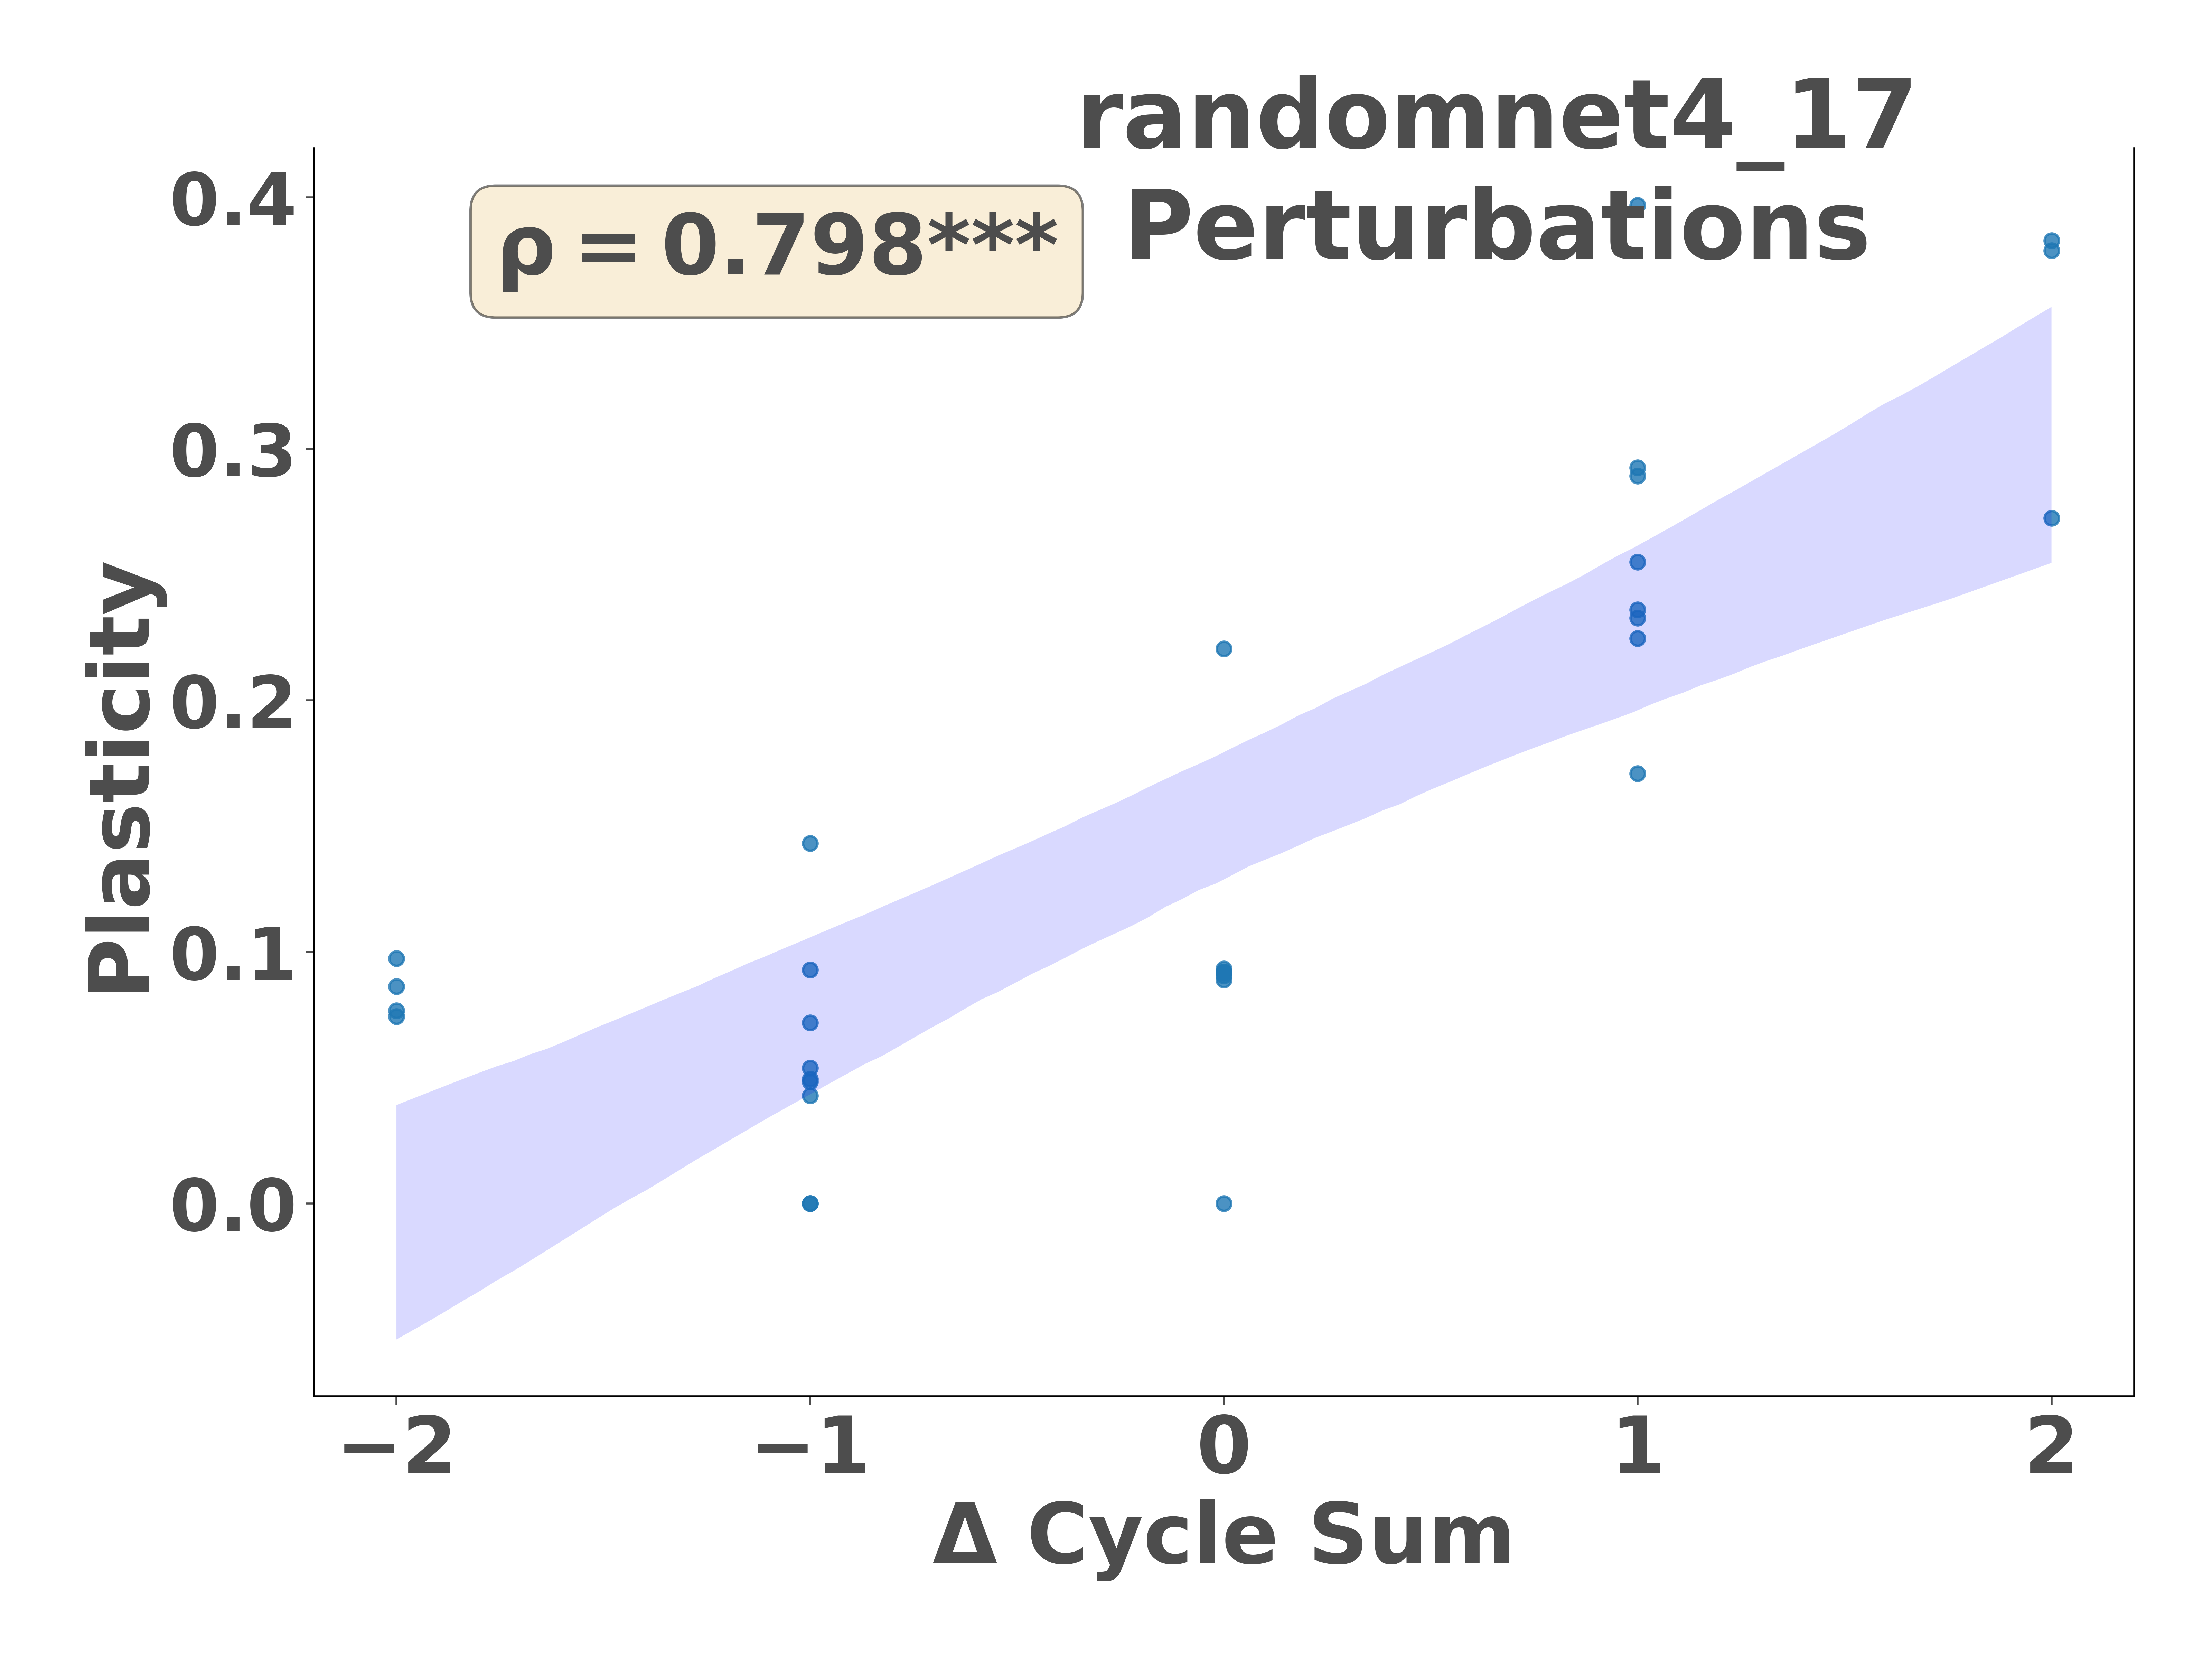 randomnet4_17
Perturbations
ρ = 0.798***
Plasticity
0.4
0.3
0.2
0.1
0.0
−2 −1 0 1 2
Δ Cycle Sum